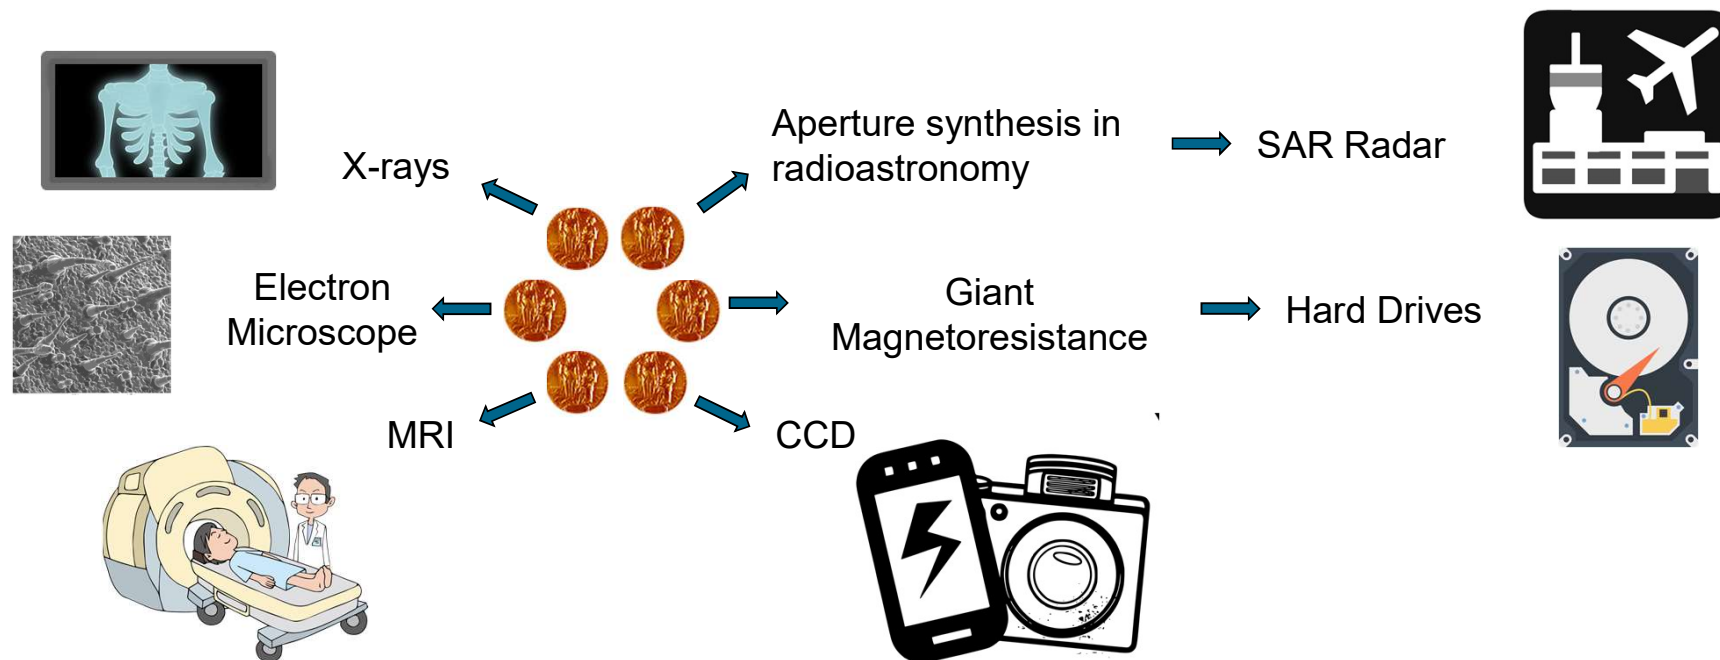 X-rays
Aperture synthesis in
radioastronomy
SAR Radar
Electron
Microscope
Giant
Magnetoresistance
Hard Drives
MRI
CCD